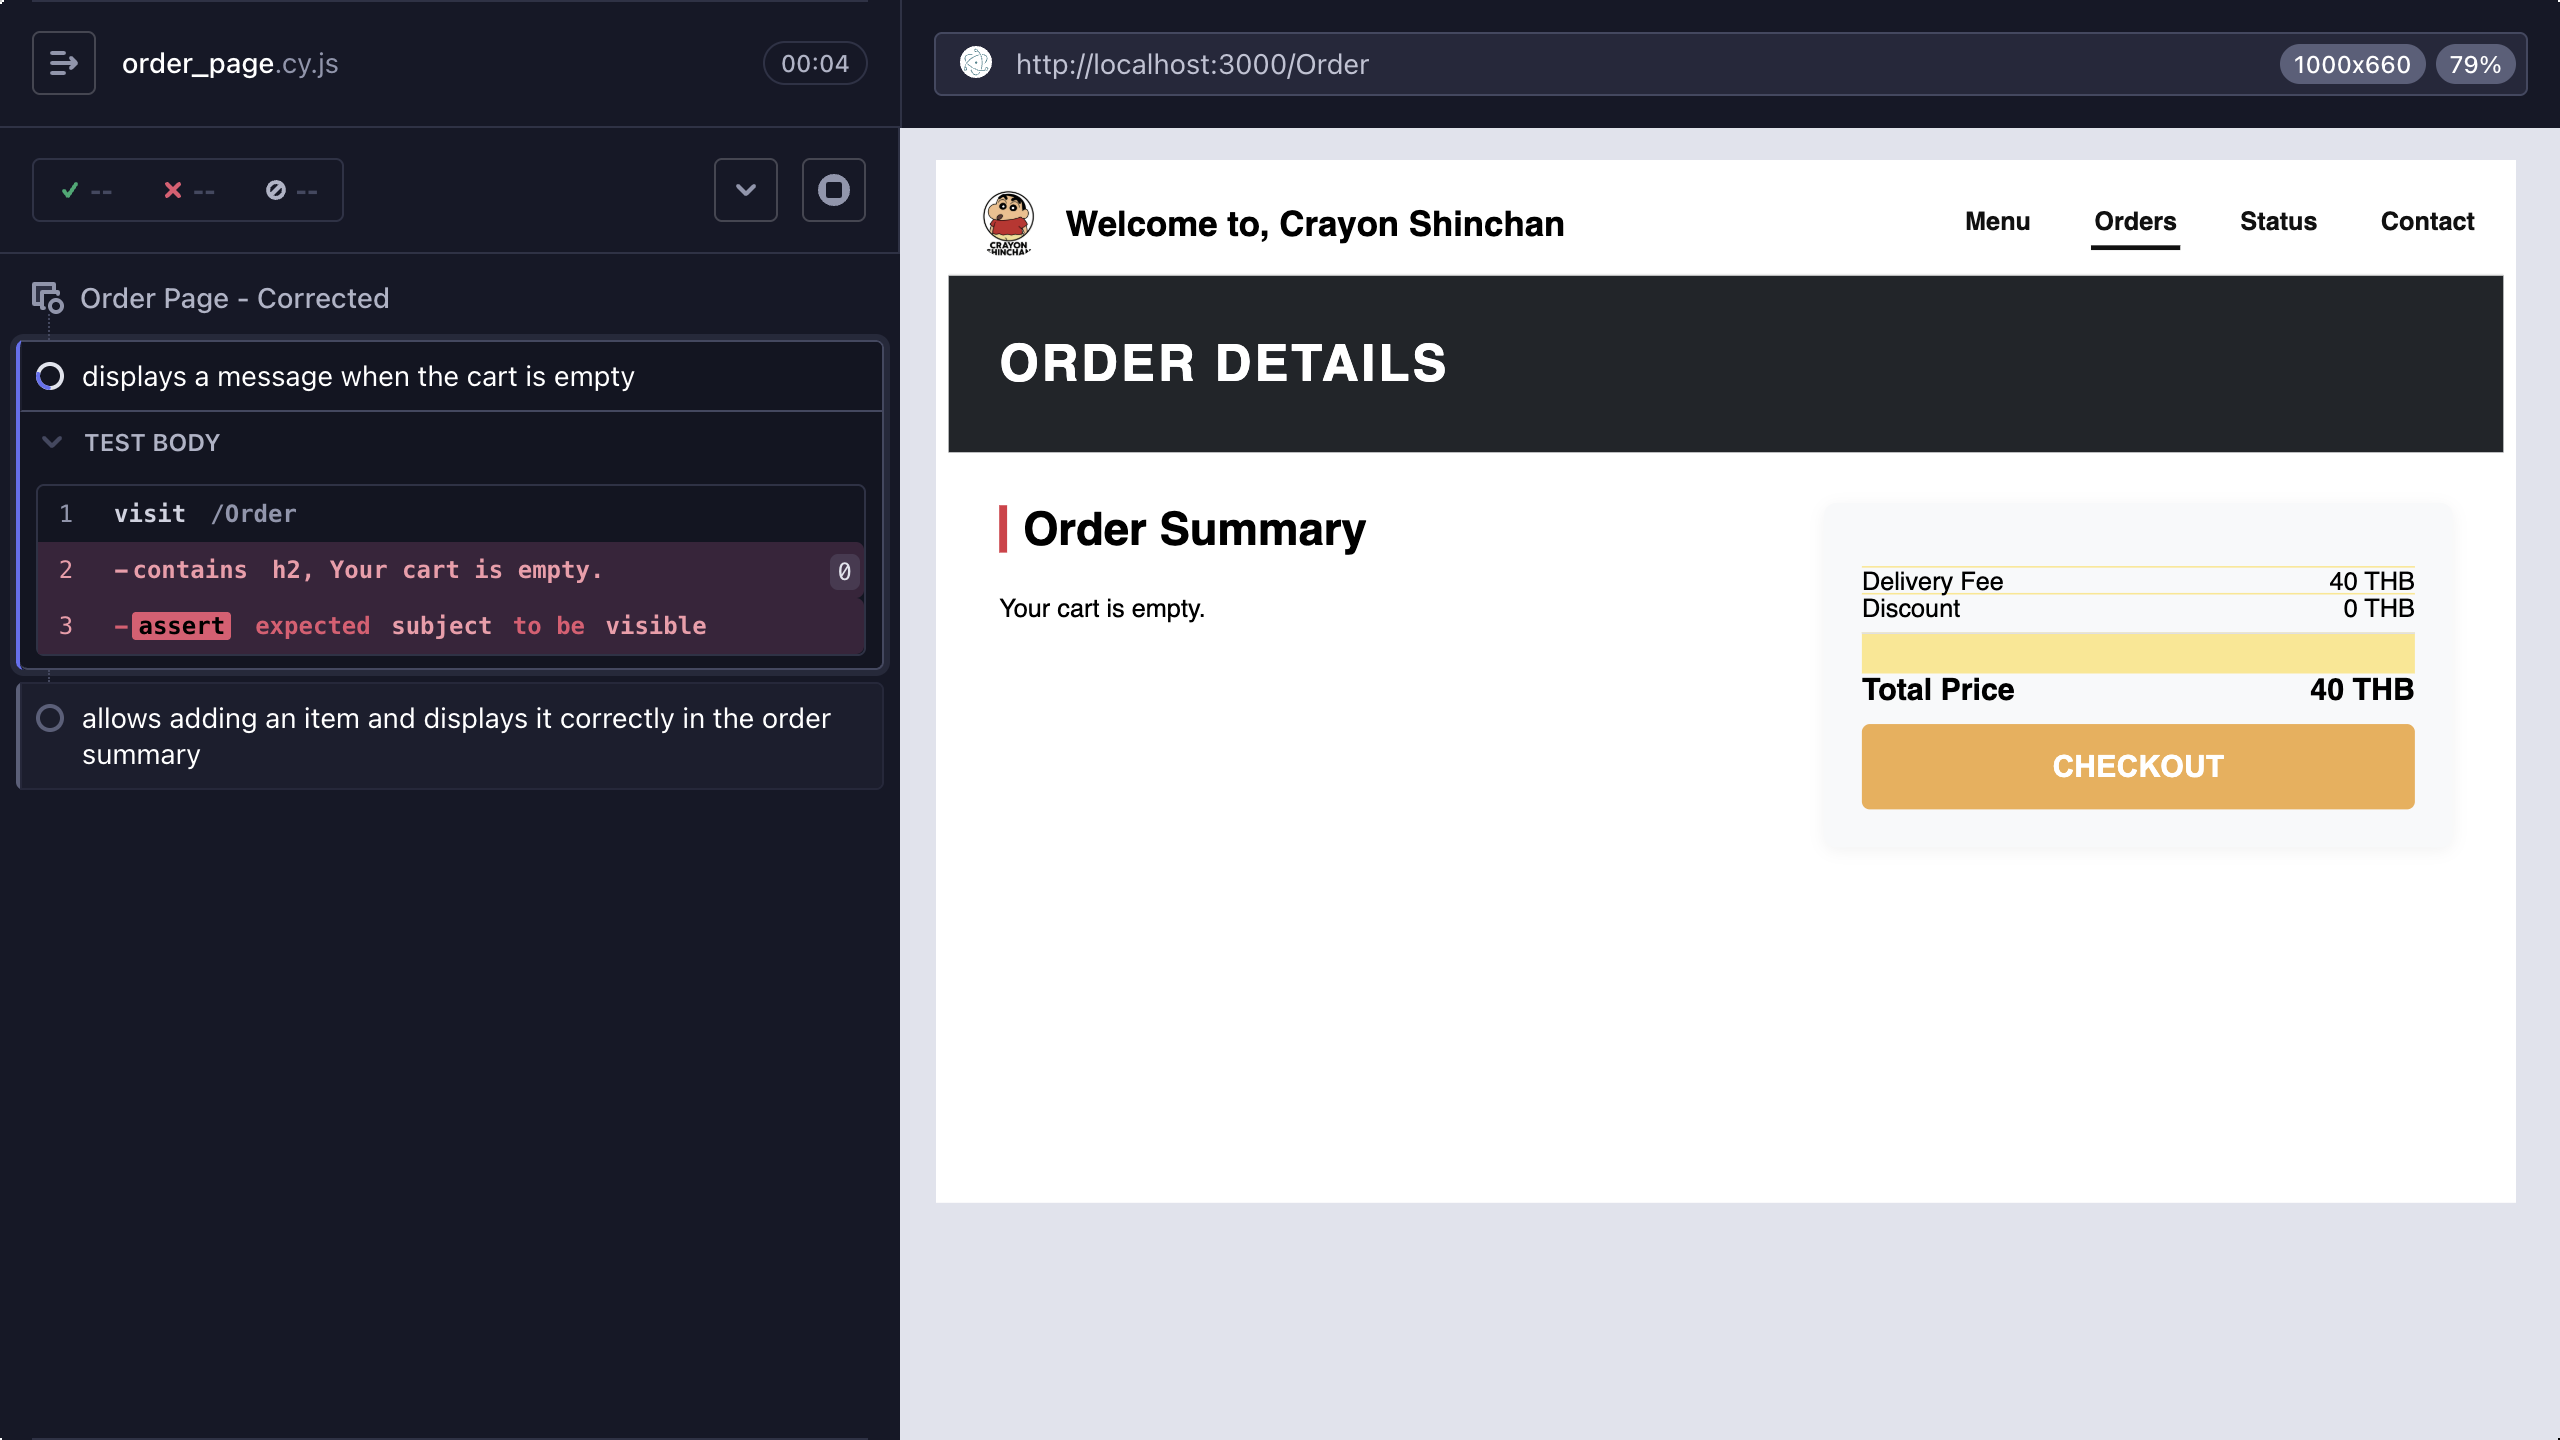 order_page.cy.js
00:04
--
--
--
Order Page - Corrected
displays a message when the cart is empty
TEST BODY
1 visit /Order
2 -contains h2, Your cart is empty. 0
3 -assert expected subject to be visible
allows adding an item and displays it correctly in the order
summary
http://localhost:3000/Order
1000x660
79%
CRAYON
SHINCHAN
Welcome to, Crayon Shinchan
Menu
Orders
Status
Contact
ORDER DETAILS
Order Summary
Your cart is empty.
Delivery Fee 40 THB
Discount 0 THB
Total Price 40 THB
CHECKOUT